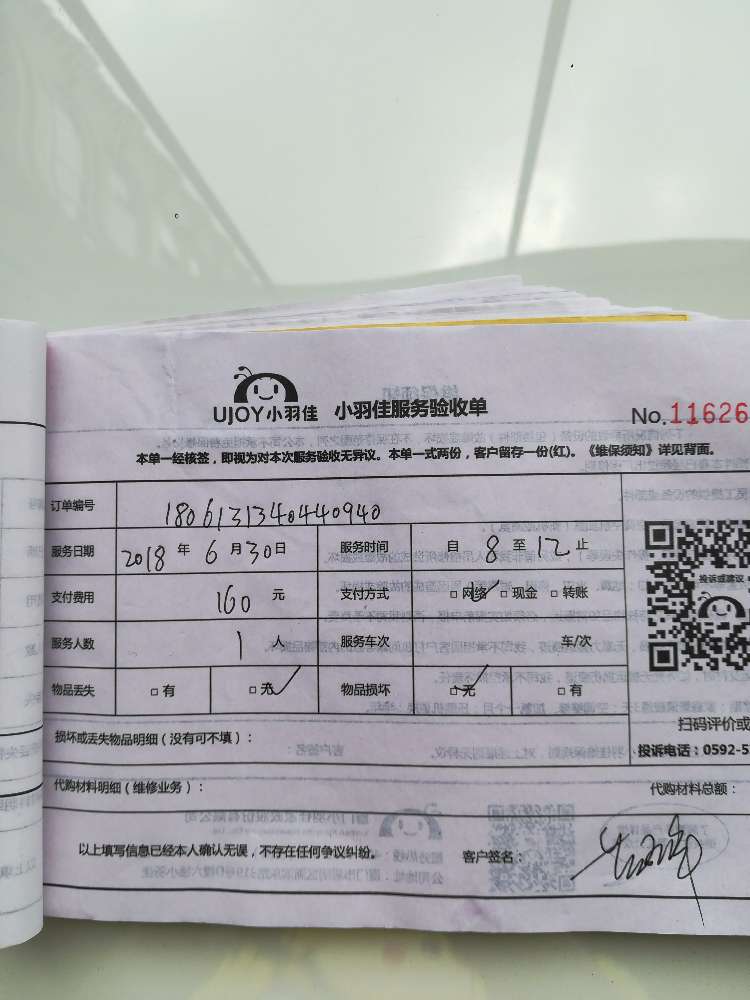 UJOY小羽佳 小羽佳服务验收单 No.11626
本单一经核签，即视为对本次服务验收无异议。本单一式两份，客户留存一份(红)。《维保须知》详见背面。
订单编号 180613134044940940
服务日期 2018 年 6 月 30 日 服务时间 自 8 至 12 止
支付费用 160 元 支付方式 □ 网络 □ 现金 □ 转账
服务人数 1 人 服务车次 车/次
物品丢失 □ 有 □ 无 物品损坏 □ 无 □ 有
投诉或建议
扫码评价或
损坏或丢失物品明细（没有可不填）： 投诉电话：0592-5
代购材料明细（维修业务）： 代购材料总额：
以上填写信息已经本人确认无误，不存在任何争议纠纷。 客户签名：